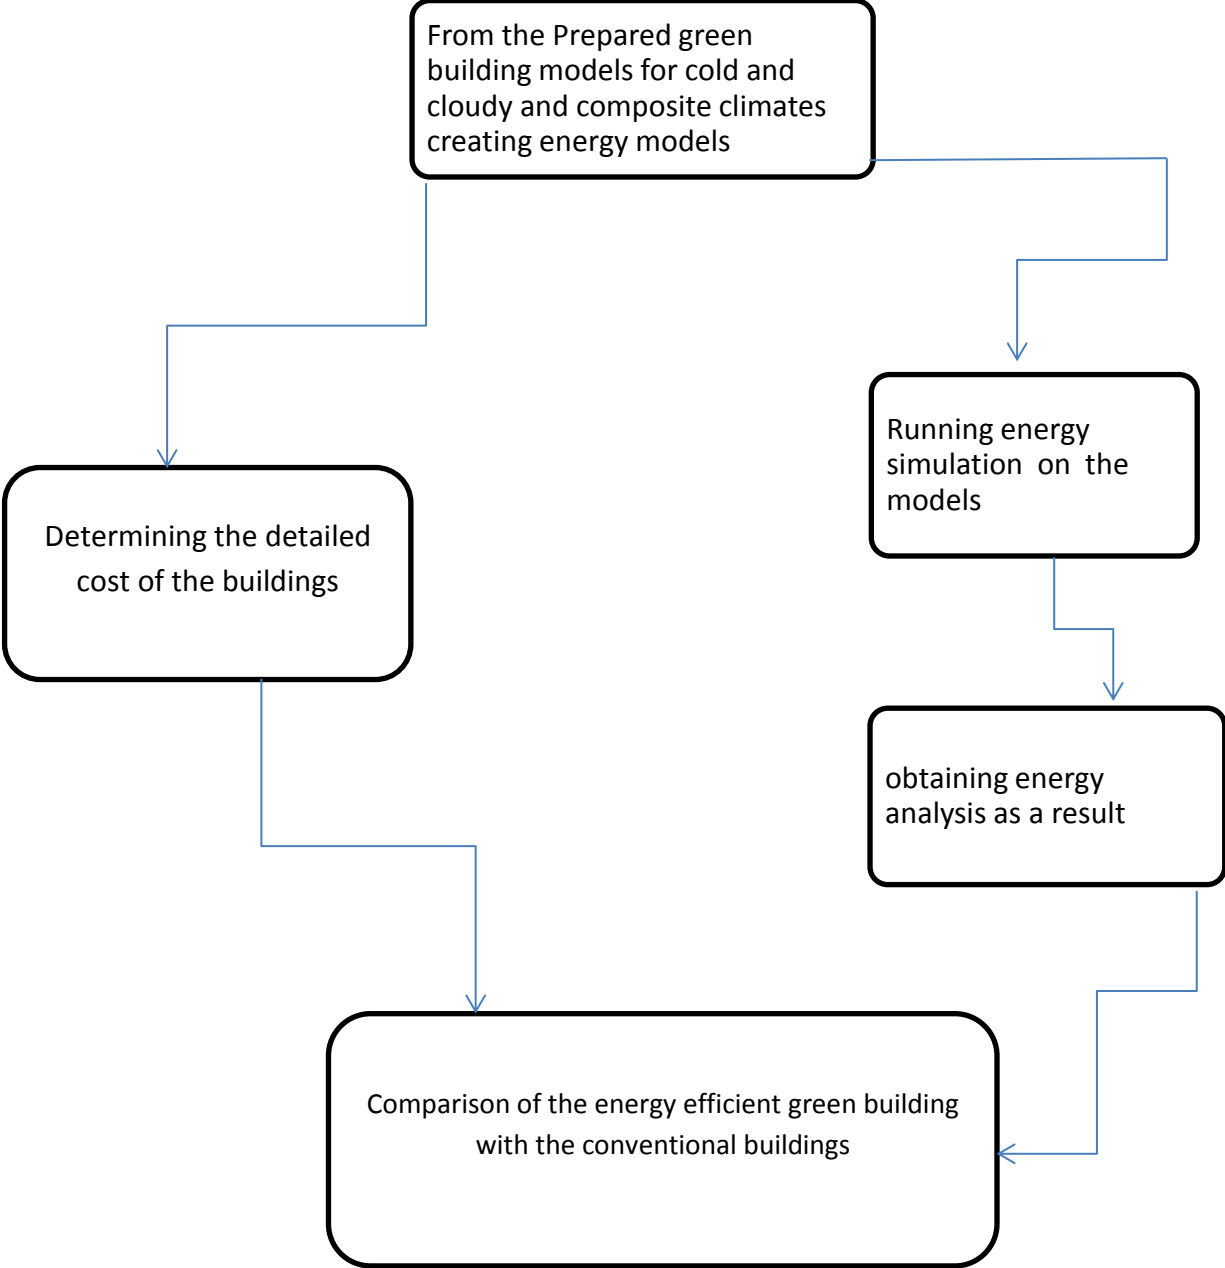 From the Prepared green
building models for cold and
cloudy and composite climates
creating energy models
Running energy
simulation on the
models
Determining the detailed
cost of the buildings
obtaining energy
analysis as a result
Comparison of the energy efficient green building
with the conventional buildings